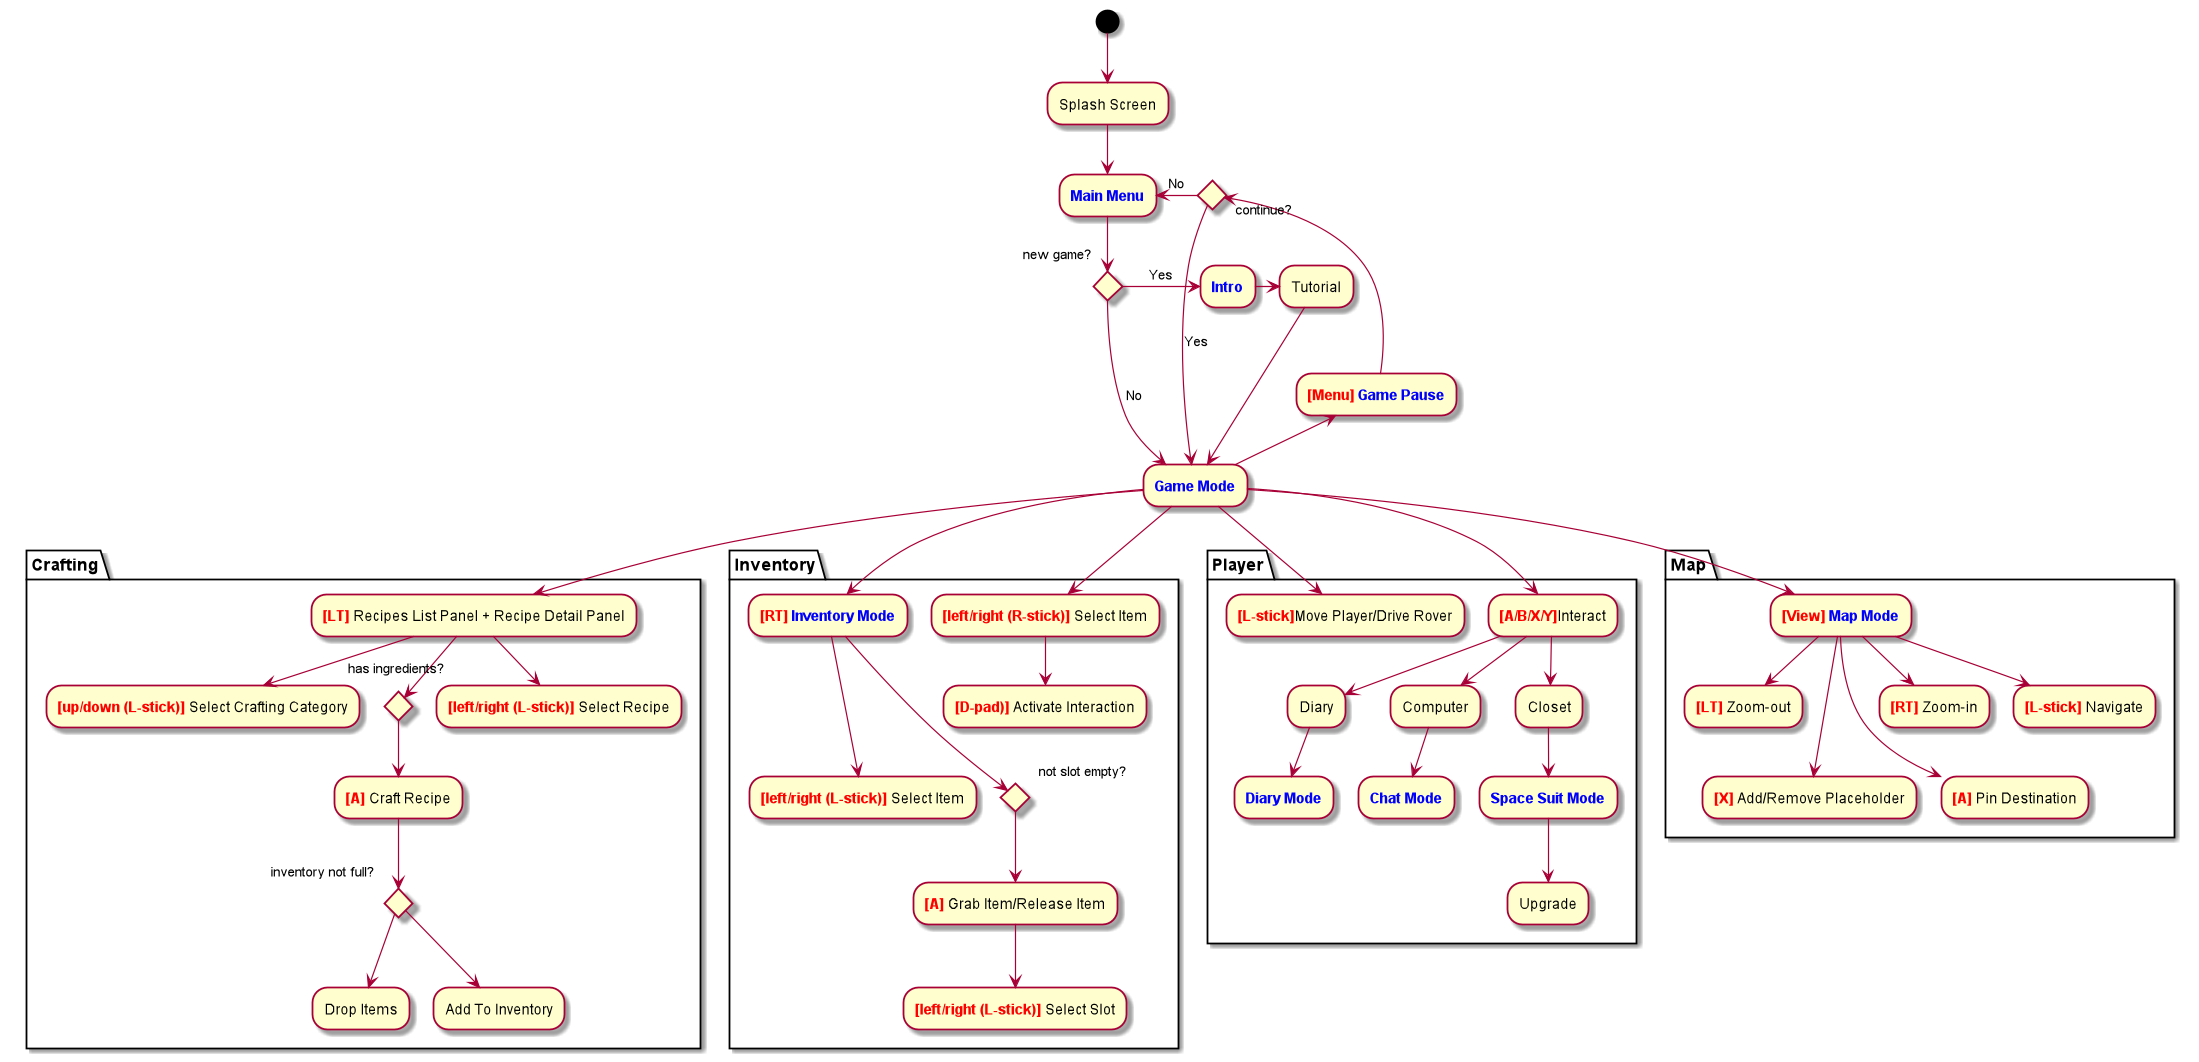 Splash Screen
Main Menu
No
continue?
new game?
Yes
Intro
Tutorial
Yes
[Menu] Game Pause
No
Game Mode
Crafting
[LT] Recipes List Panel + Recipe Detail Panel
has ingredients?
[up/down (L-stick)] Select Crafting Category
[left/right (L-stick)] Select Recipe
[A] Craft Recipe
inventory not full?
Drop Items
Add To Inventory
Inventory
[RT] Inventory Mode
[left/right (R-stick)] Select Item
[D-pad)] Activate Interaction
not slot empty?
[left/right (L-stick)] Select Item
[A] Grab Item/Release Item
[left/right (L-stick)] Select Slot
Player
[L-stick]Move Player/Drive Rover
[A/B/X/Y]Interact
Diary
Computer
Closet
Diary Mode
Chat Mode
Space Suit Mode
Upgrade
Map
[View] Map Mode
[LT] Zoom-out
[RT] Zoom-in
[L-stick] Navigate
[X] Add/Remove Placeholder
[A] Pin Destination